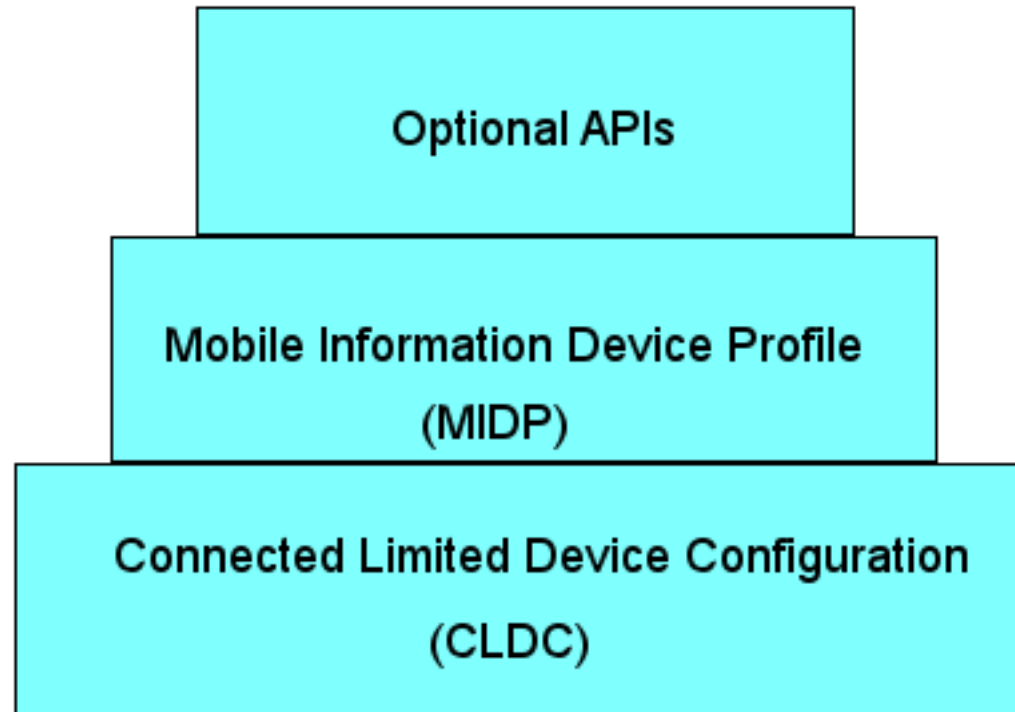 Optional APIs
Mobile Information Device Profile
(MIDP)
Connected Limited Device Configuration
(CLDC)